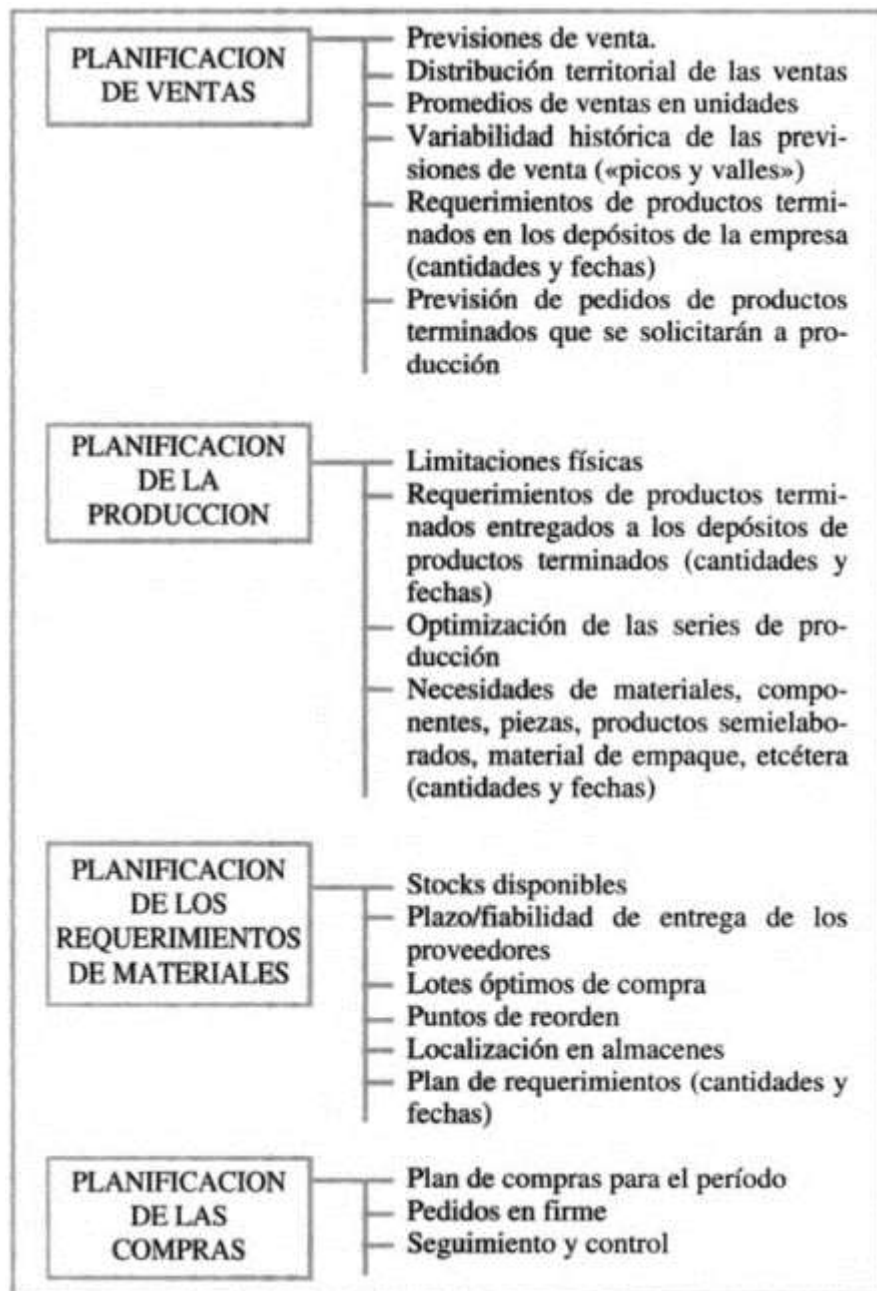 PLANIFICACION
DE VENTAS
Previsiones de venta.
Distribución territorial de las ventas
Promedios de ventas en unidades
Variabilidad histórica de las previ-
siones de venta («picos y valles»)
Requerimientos de productos termi-
nados en los depósitos de la empresa
(cantidades y fechas)
Previsión de pedidos de productos
terminados que se solicitarán a pro-
ducción
PLANIFICACION
DE LA
PRODUCCION
Limitaciones físicas
Requerimientos de productos termi-
nados entregados a los depósitos de
productos terminados (cantidades y
fechas)
Optimización de las series de pro-
ducción
Necesidades de materiales, compo-
nentes, piezas, productos semielabo-
rados, material de empaque, etcétera
(cantidades y fechas)
PLANIFICACION
DE LOS
REQUERIMIENTOS
DE MATERIALES
Stocks disponibles
Plazo/fiabilidad de entrega de los
proveedores
Lotes óptimos de compra
Puntos de reorden
Localización en almacenes
Plan de requerimientos (cantidades y
fechas)
PLANIFICACION
DE LAS
COMPRAS
Plan de compras para el período
Pedidos en firme
Seguimiento y control